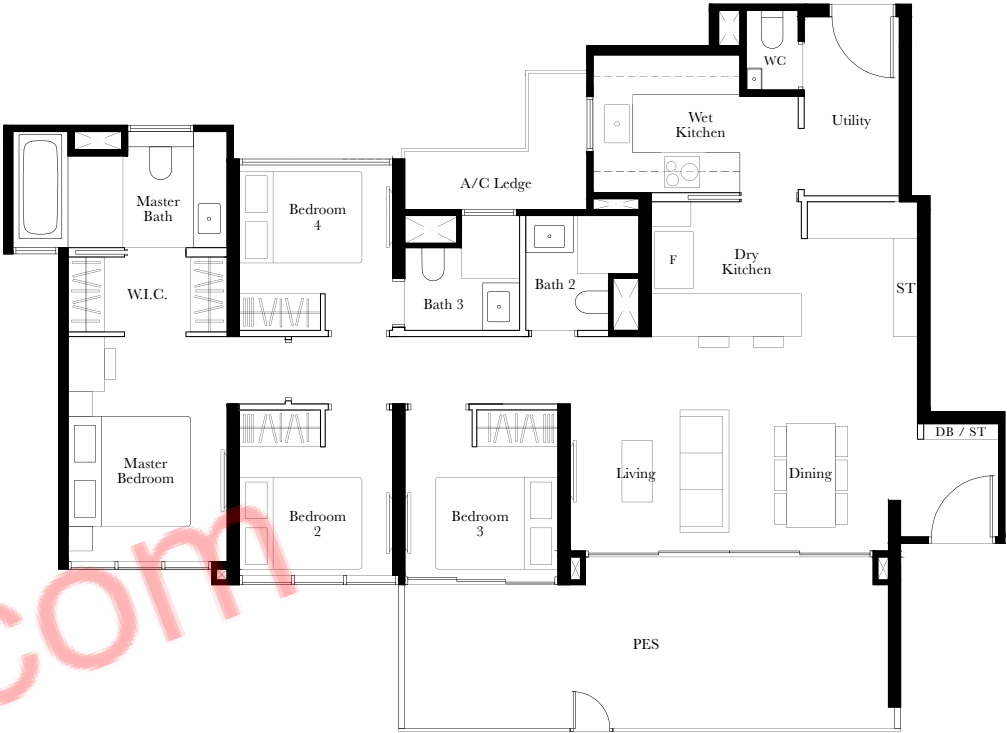 WC
Wet
Kitchen
Utility
A/C Ledge
Master
Bath
Bedroom
4
Dry
Kitchen
F
Bath 3
Bath 2
W.I.C.
ST
DB / ST
Master
Bedroom
Living
Dining
Bedroom
2
Bedroom
3
PES
com